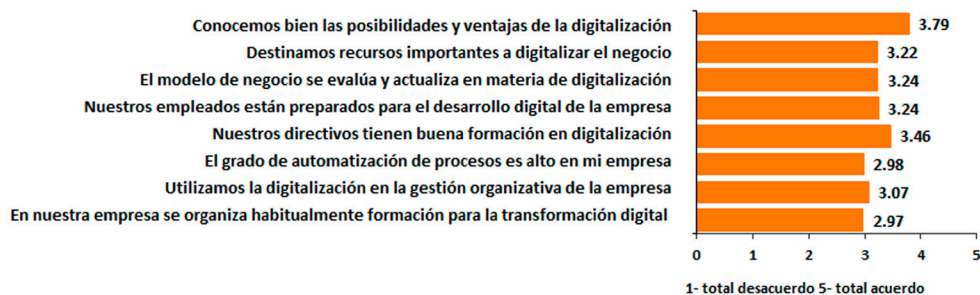 Conocemos bien las posibilidades y ventajas de la digitalización 3.79
Destinamos recursos importantes a digitalizar el negocio 3.22
El modelo de negocio se evalúa y actualiza en materia de digitalización 3.24
Nuestros empleados están preparados para el desarrollo digital de la empresa 3.24
Nuestros directivos tienen buena formación en digitalización 3.46
El grado de automatización de procesos es alto en mi empresa 2.98
Utilizamos la digitalización en la gestión organizativa de la empresa 3.07
En nuestra empresa se organiza habitualmente formación para la transformación digital 2.97
0 1 2 3 4 5
1- total desacuerdo 5- total acuerdo